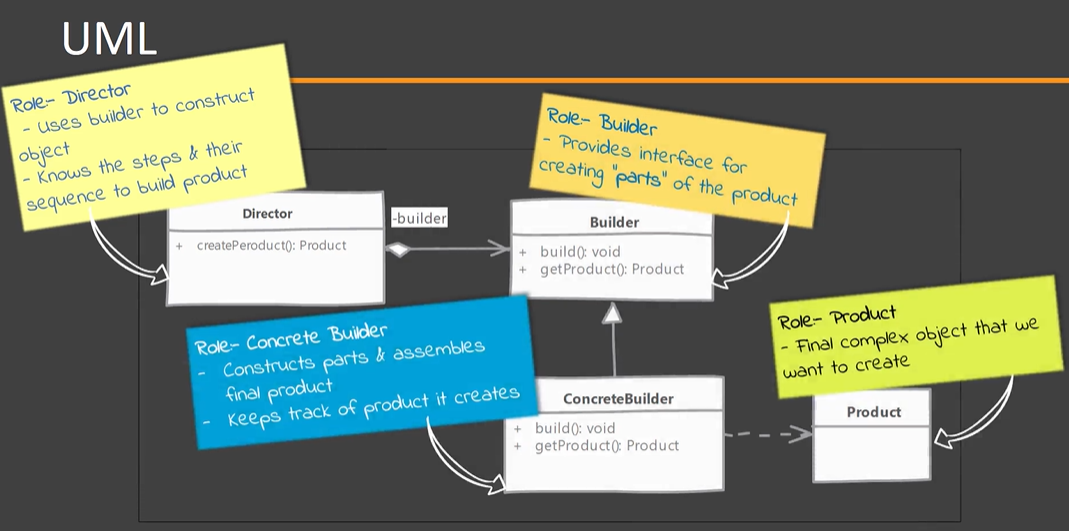 UML
Role:- Director
- Uses builder to construct
object
- Knows the steps & their
sequence to build product
Role:- Builder
- Provides interface for
creating "parts" of the product
Director
+ createPeroduct(): Product
-builder
Builder
+ build(): void
+ getProduct(): Product
Role:- Concrete Builder
- Constructs parts & assembles
final product
- Keeps track of product it creates
Role:- Product
- Final complex object that we
want to create
ConcreteBuilder
+ build(): void
+ getProduct(): Product
Product